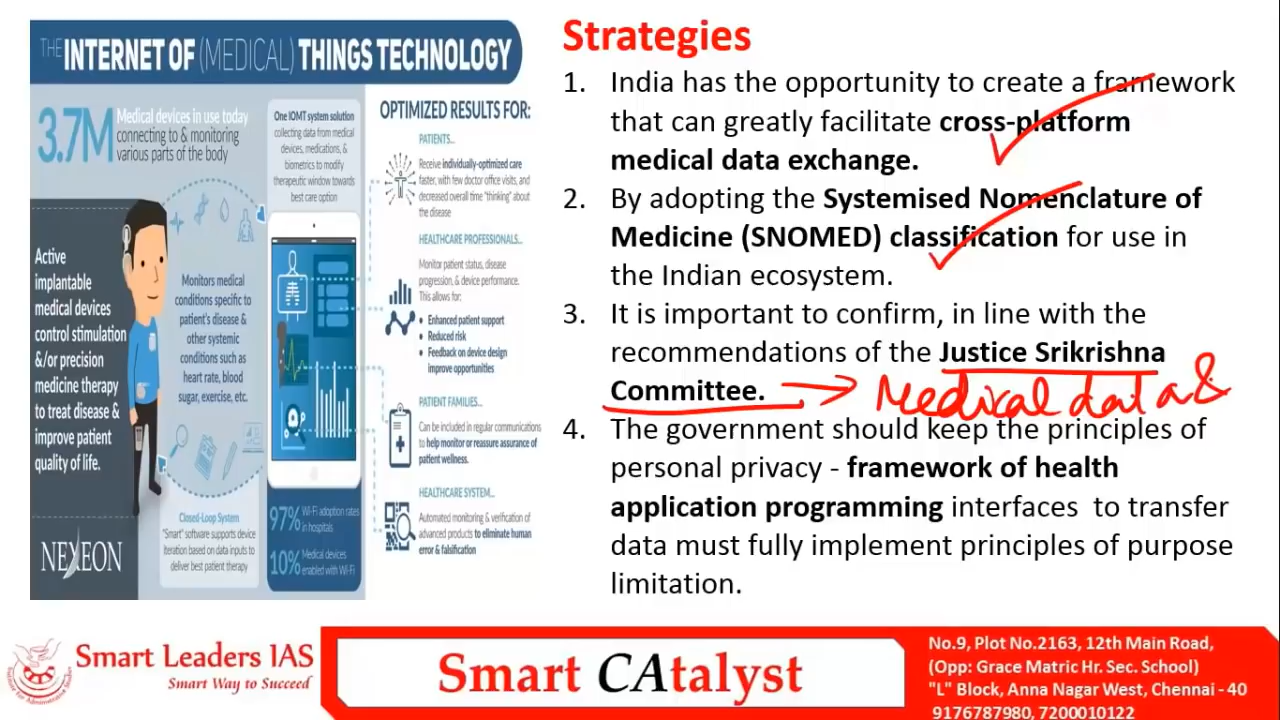 THE INTERNET OF (MEDICAL) THINGS TECHNOLOGY
3.7M
Medical devices in use today
connecting to & monitoring
various parts of the body
Active
implantable
medical devices
control stimulation
&/or precision
medicine therapy
to treat disease &
improve patient
quality of life.
NEXEON
Monitors medical
conditions specific to
patient's disease &
other systemic
conditions such as
heart rate, blood
sugar, exercise, etc.
Closed-Loop System
"Smart" software supports device
iteration based on data inputs to
deliver best patient therapy
One IOMT system solution
collecting data from medical
devices, medications, &
biometrics to modify
therapeutic window towards
best care option
97% Wi-Fi adoption rates
in hospitals
10% Medical devices
enabled with Wi-Fi
OPTIMIZED RESULTS FOR:
PATIENTS...
Receive individually-optimized care
faster, with few doctor office visits, and
decreased overall time "thinking" about
the disease
HEALTHCARE PROFESSIONALS...
Monitor patient status, disease
progression, & device performance.
This allows for:
• Enhanced patient support
• Reduced risk
• Feedback on device design
improve opportunities
PATIENT FAMILIES...
Can be included in regular communications
to help monitor or reassure assurance of
patient wellness.
HEALTHCARE SYSTEM...
Automated monitoring & verification of
advanced products to eliminate human
error & falsification
Strategies
1. India has the opportunity to create a framework
that can greatly facilitate cross-platform
medical data exchange.
2. By adopting the Systemised Nomenclature of
Medicine (SNOMED) classification for use in
the Indian ecosystem.
3. It is important to confirm, in line with the
recommendations of the Justice Srikrishna
Committee. → Medical data &
4. The government should keep the principles of
personal privacy - framework of health
application programming interfaces to transfer
data must fully implement principles of purpose
limitation.
Smart Leaders IAS
Smart Way to Succeed
Smart CAtalyst
No.9, Plot No.2163, 12th Main Road,
(Opp: Grace Matric Hr. Sec. School)
"L" Block, Anna Nagar West, Chennai - 40
9176787980, 7200010122